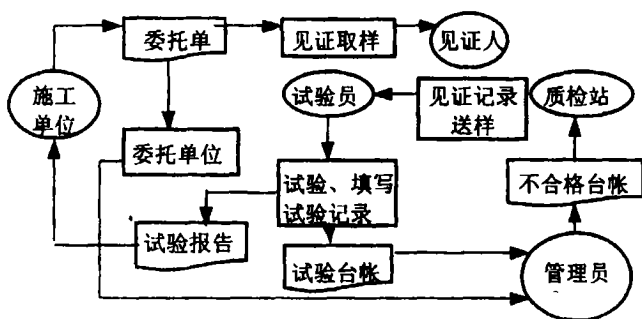 委托单
见证取样
见证人
施工
单位
试验员
见证记录
送样
质检站
委托单位
试验、填写
试验记录
不合格台帐
试验报告
试验台帐
管理员